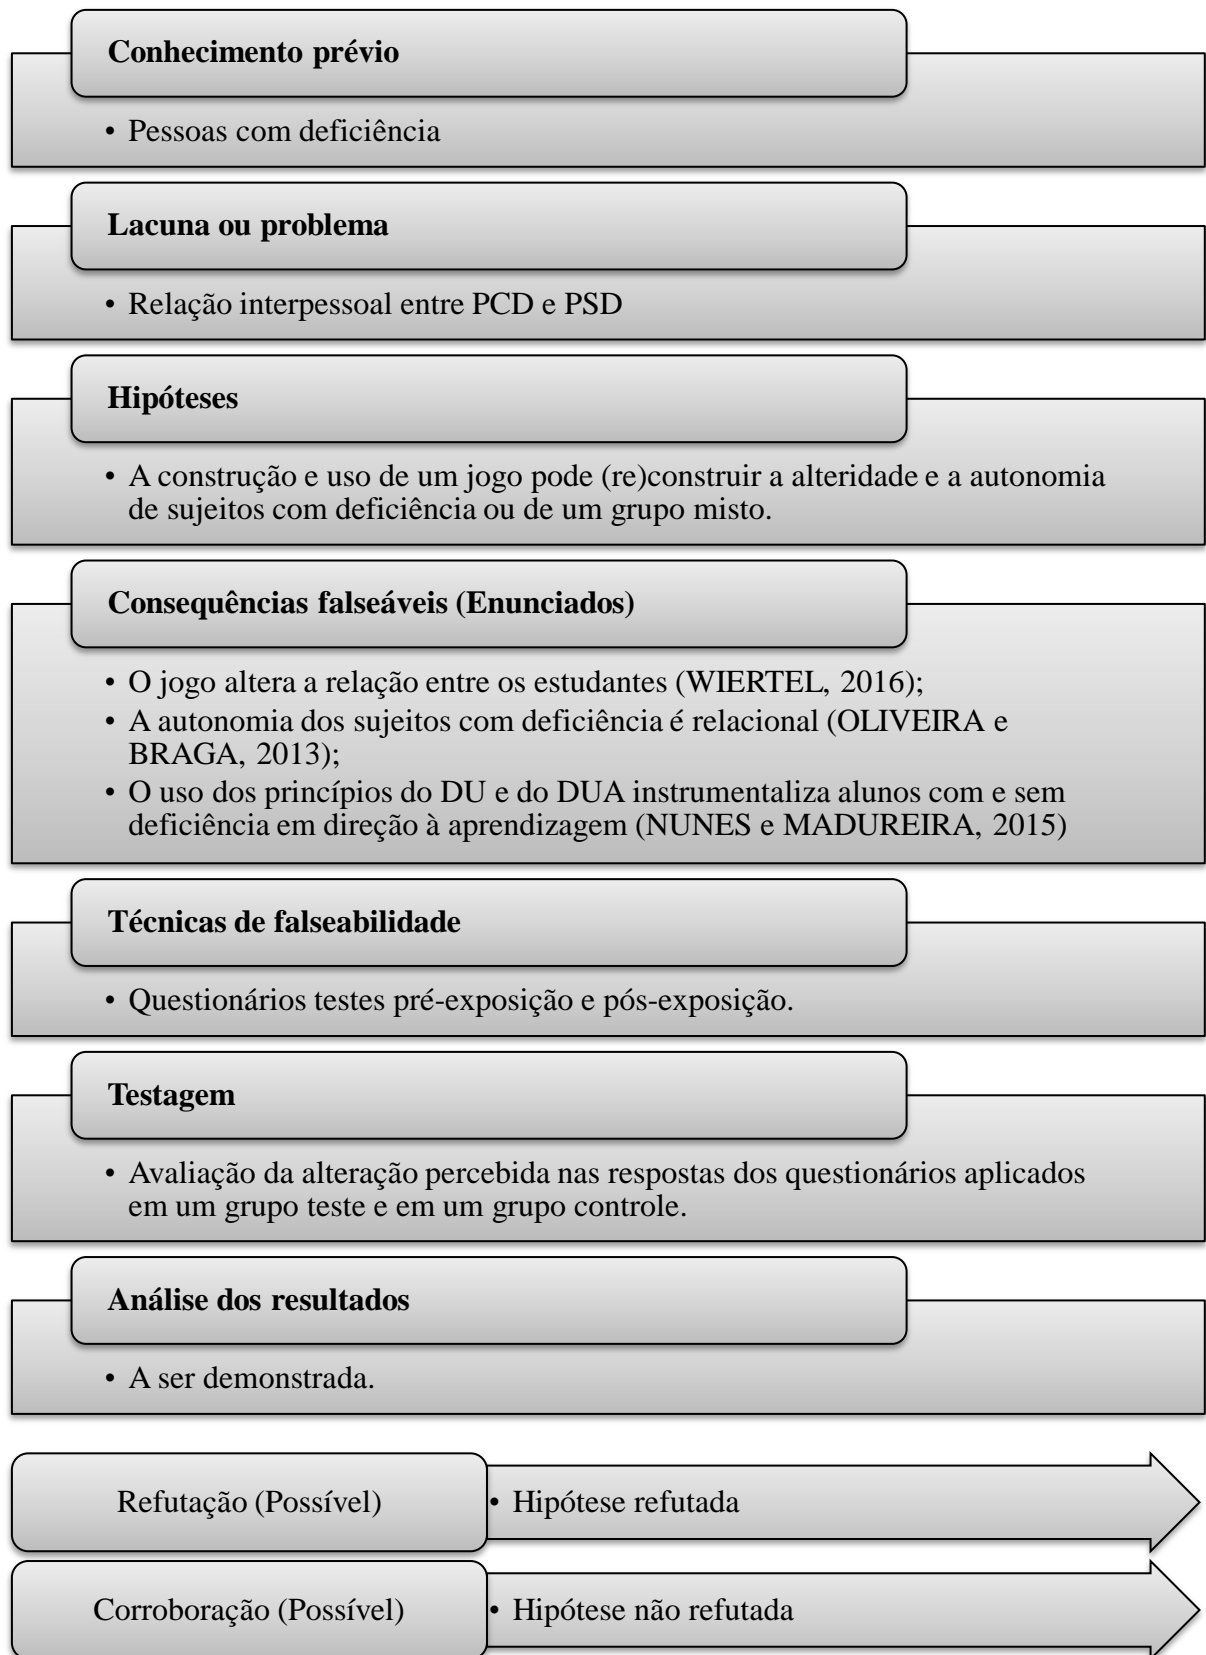 Conhecimento prévio
• Pessoas com deficiência
Lacuna ou problema
• Relação interpessoal entre PCD e PSD
Hipóteses
• A construção e uso de um jogo pode (re)construir a alteridade e a autonomia
de sujeitos com deficiência ou de um grupo misto.
Consequências falseáveis (Enunciados)
• O jogo altera a relação entre os estudantes (WIERTEL, 2016);
• A autonomia dos sujeitos com deficiência é relacional (OLIVEIRA e
BRAGA, 2013);
• O uso dos princípios do DU e do DUA instrumentaliza alunos com e sem
deficiência em direção à aprendizagem (NUNES e MADUREIRA, 2015)
Técnicas de falseabilidade
• Questionários testes pré-exposição e pós-exposição.
Testagem
• Avaliação da alteração percebida nas respostas dos questionários aplicados
em um grupo teste e em um grupo controle.
Análise dos resultados
• A ser demonstrada.
Refutação (Possível) • Hipótese refutada
Corroboração (Possível) • Hipótese não refutada